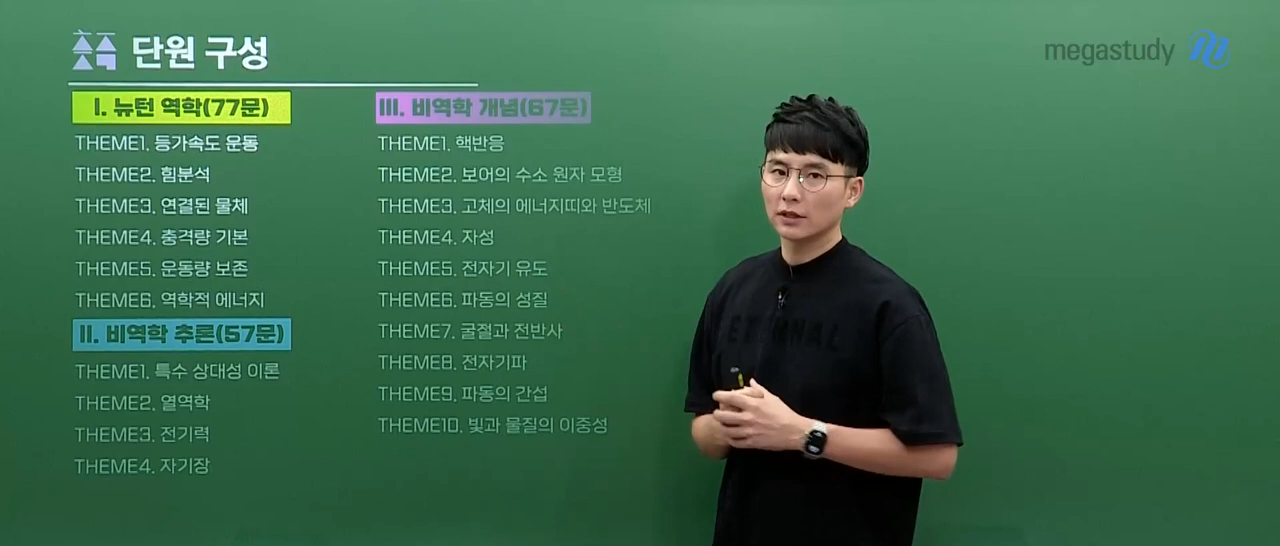 축축 단원 구성
I. 뉴턴 역학(77문)
THEME1. 등가속도 운동
THEME2. 힘분석
THEME3. 연결된 물체
THEME4. 충격량 기본
THEME5. 운동량 보존
THEME6. 역학적 에너지
II. 비역학 추론(57문)
THEME1. 특수 상대성 이론
THEME2. 열역학
THEME3. 전기력
THEME4. 자기장
III. 비역학 개념(67문)
THEME1. 핵반응
THEME2. 보어의 수소 원자 모형
THEME3. 고체의 에너지띠와 반도체
THEME4. 자성
THEME5. 전자기 유도
THEME6. 파동의 성질
THEME7. 굴절과 전반사
THEME8. 전자기파
THEME9. 파동의 간섭
THEME10. 빛과 물질의 이중성
megastudy
ETERNAL